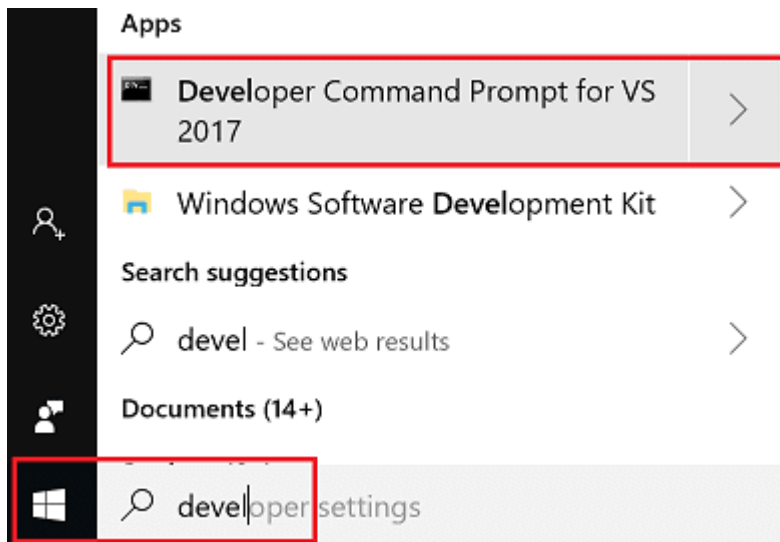 Apps
Developer Command Prompt for VS
2017
Windows Software Development Kit
Search suggestions
devel - See web results
Documents (14+)
developer settings